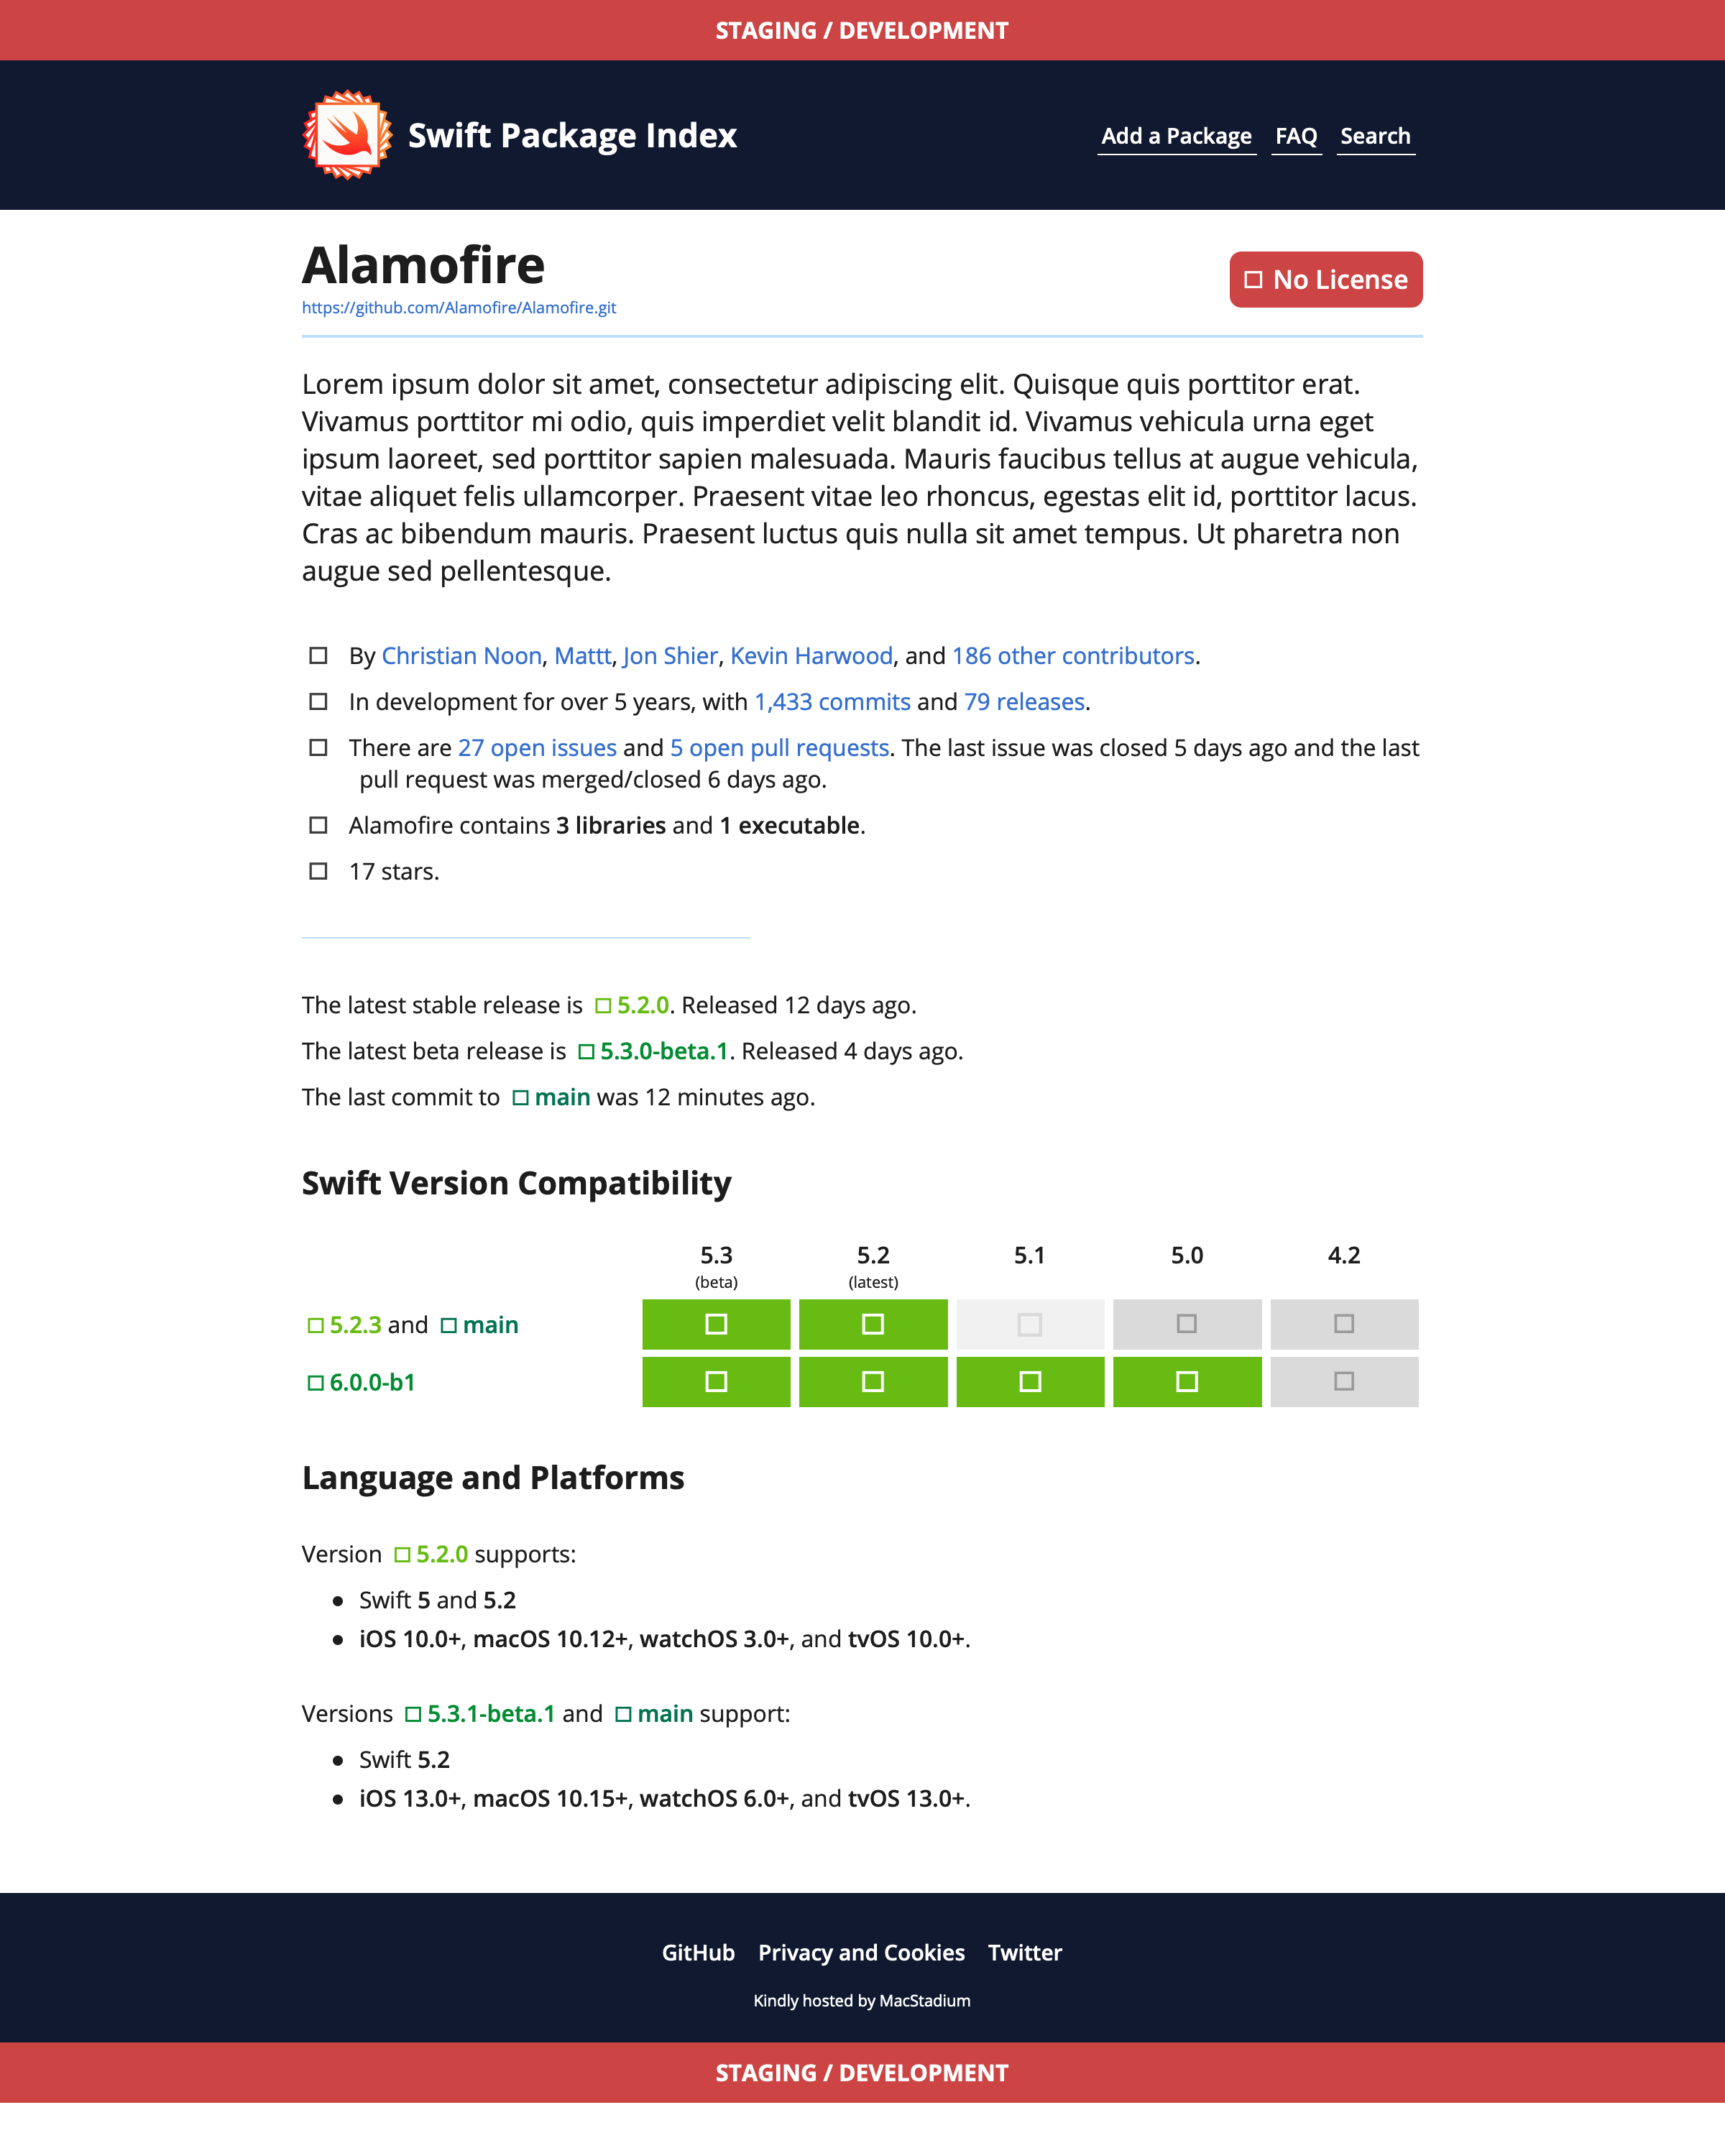 STAGING / DEVELOPMENT
Swift Package Index
Add a Package FAQ Search
Alamofire
No License
https://github.com/Alamofire/Alamofire.git
Lorem ipsum dolor sit amet, consectetur adipiscing elit. Quisque quis porttitor erat.
Vivamus porttitor mi odio, quis imperdiet velit blandit id. Vivamus vehicula urna eget
ipsum laoreet, sed porttitor sapien malesuada. Mauris faucibus tellus at augue vehicula,
vitae aliquet felis ullamcorper. Praesent vitae leo rhoncus, egestas elit id, porttitor lacus.
Cras ac bibendum mauris. Praesent luctus quis nulla sit amet tempus. Ut pharetra non
augue sed pellentesque.
By Christian Noon, Mattt, Jon Shier, Kevin Harwood, and 186 other contributors.
In development for over 5 years, with 1,433 commits and 79 releases.
There are 27 open issues and 5 open pull requests. The last issue was closed 5 days ago and the last
pull request was merged/closed 6 days ago.
Alamofire contains 3 libraries and 1 executable.
17 stars.
The latest stable release is 5.2.0. Released 12 days ago.
The latest beta release is 5.3.0-beta.1. Released 4 days ago.
The last commit to main was 12 minutes ago.
Swift Version Compatibility
5.3 5.2 5.1 5.0 4.2
(beta) (latest)
5.2.3 and main
6.0.0-b1
Language and Platforms
Version 5.2.0 supports:
• Swift 5 and 5.2
• iOS 10.0+, macOS 10.12+, watchOS 3.0+, and tvOS 10.0+.
Versions 5.3.1-beta.1 and main support:
• Swift 5.2
• iOS 13.0+, macOS 10.15+, watchOS 6.0+, and tvOS 13.0+.
GitHub Privacy and Cookies Twitter
Kindly hosted by MacStadium
STAGING / DEVELOPMENT